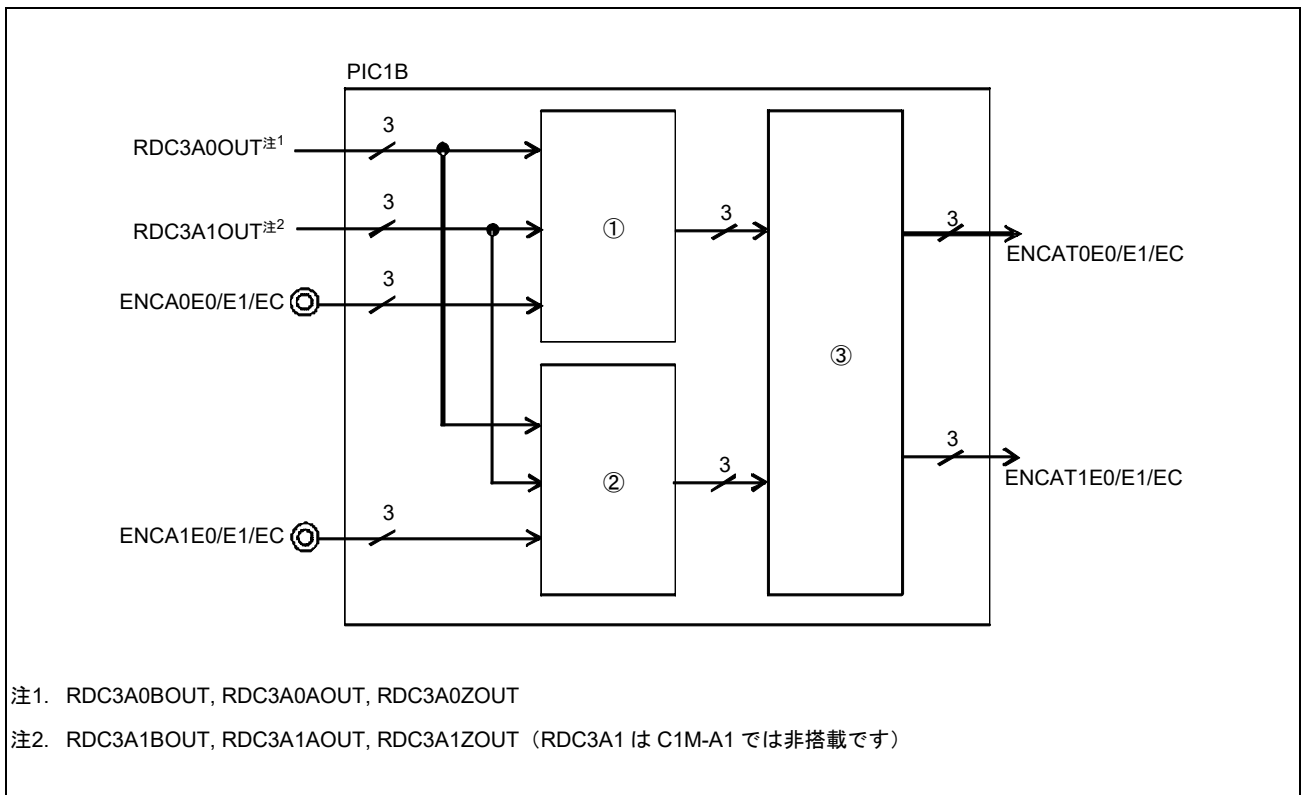 PIC1B
3
RDC3A0OUT注1
3
RDC3A1OUT注2
①
3
3
ENCAT0E0/E1/EC
3
ENCA0E0/E1/EC
③
3
ENCAT1E0/E1/EC
②
3
3
ENCA1E0/E1/EC
注1. RDC3A0BOUT, RDC3A0AOUT, RDC3A0ZOUT
注2. RDC3A1BOUT, RDC3A1AOUT, RDC3A1ZOUT（RDC3A1 は C1M-A1 では非搭載です）